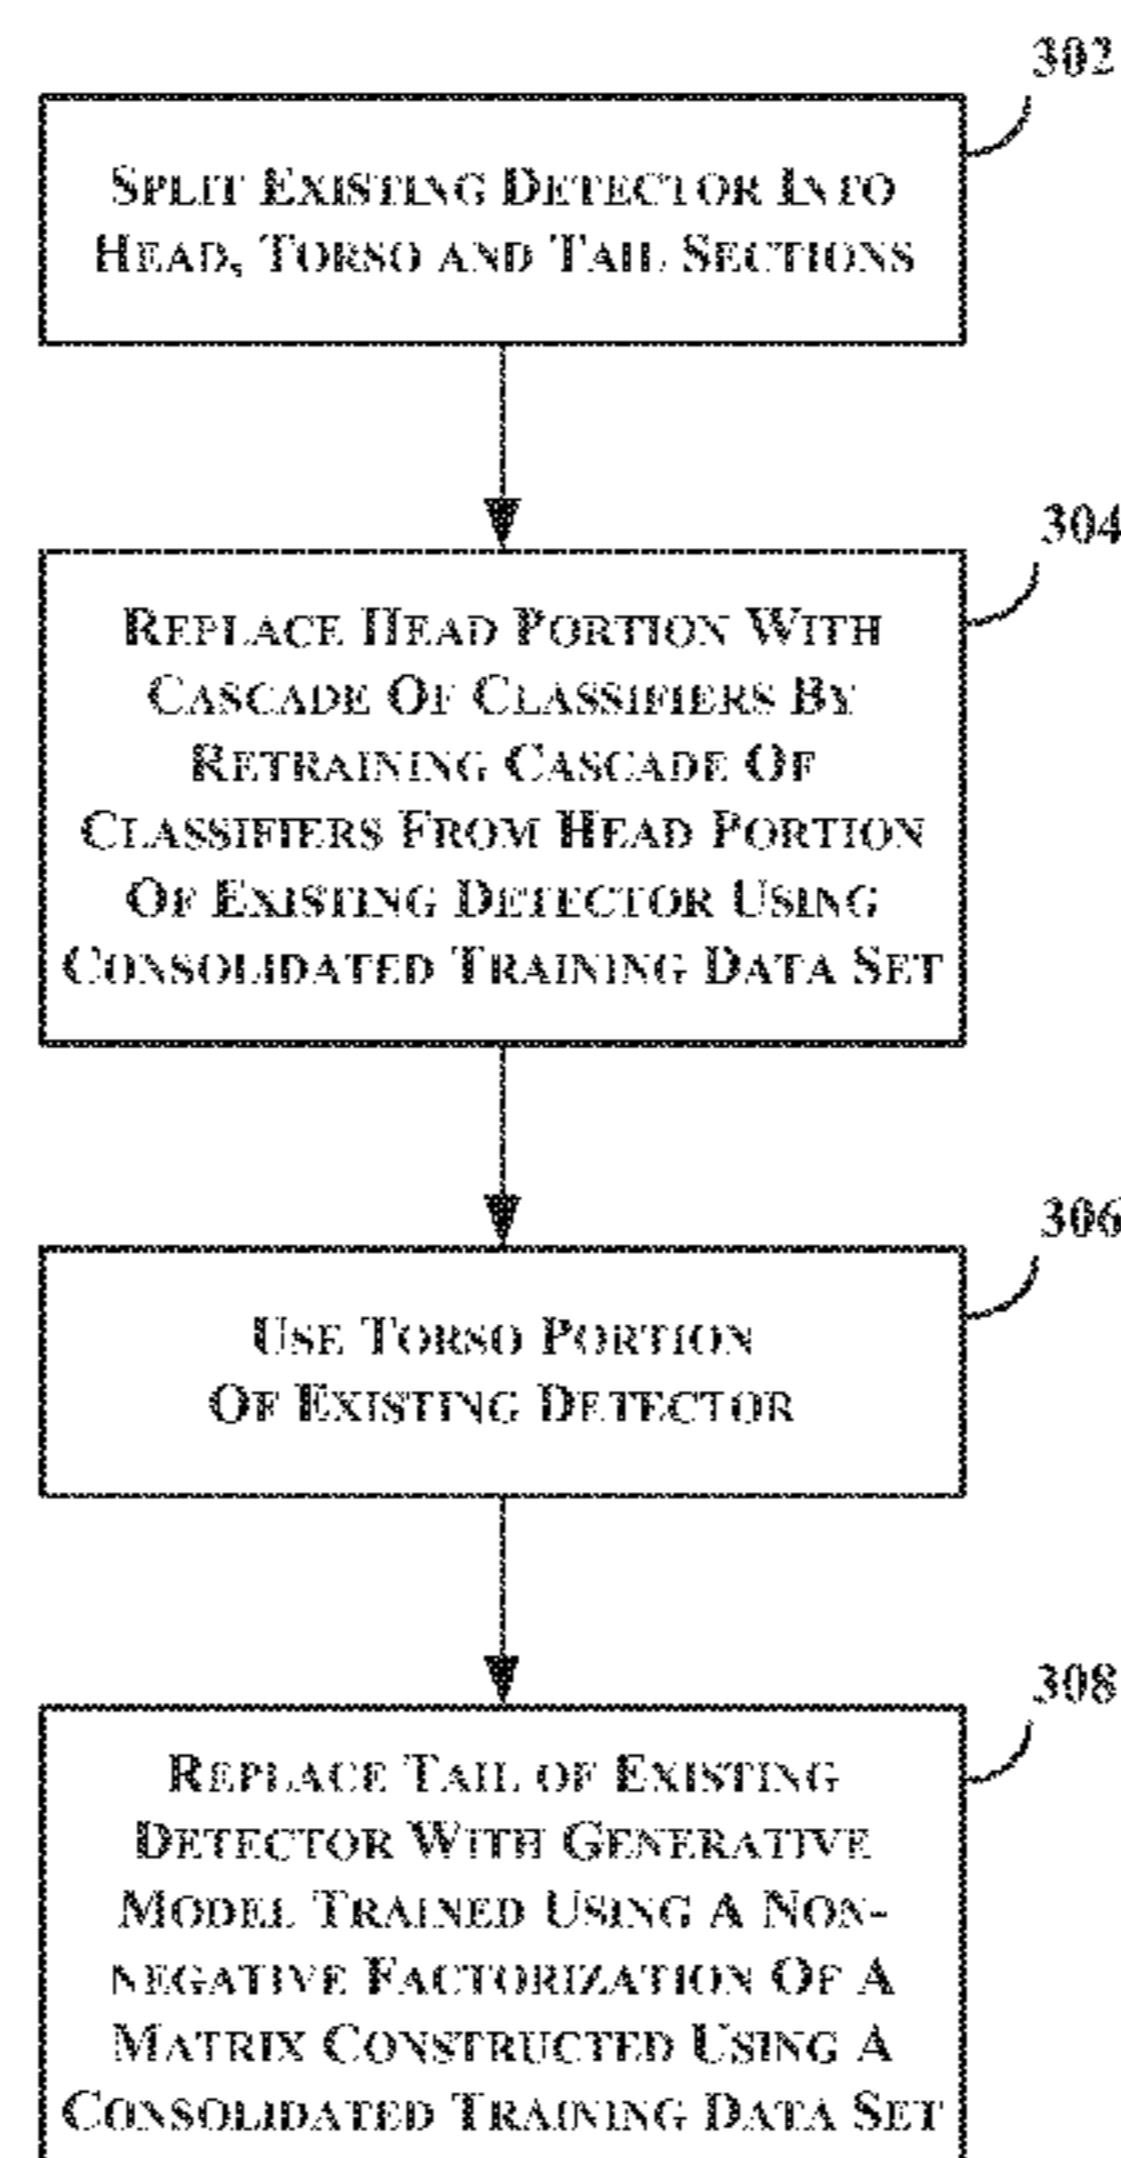 302
SPLIT EXISTING DETECTOR INTO
HEAD, TORSO AND TAIL SECTIONS
304
REPLACE HEAD PORTION WITH
CASCADE OF CLASSIFIERS BY
RETRAINING CASCADE OF
CLASSIFIERS FROM HEAD PORTION
OF EXISTING DETECTOR USING
CONSOLIDATED TRAINING DATA SET
306
USE TORSO PORTION
OF EXISTING DETECTOR
308
REPLACE TAIL OF EXISTING
DETECTOR WITH GENERATIVE
MODEL TRAINED USING A NON-
NEGATIVE FACTORIZATION OF A
MATRIX CONSTRUCTED USING A
CONSOLIDATED TRAINING DATA SET